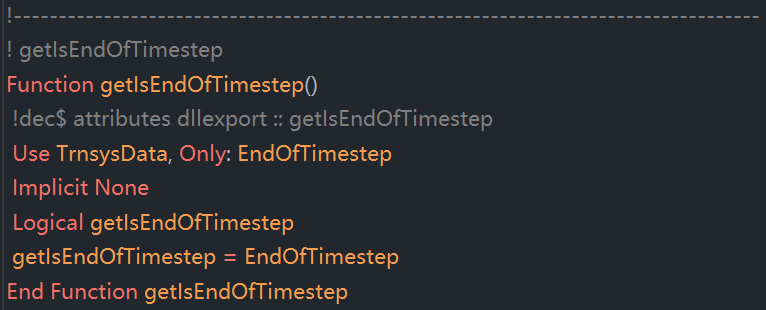 !-----------------------------------------------------------------------------------
! getIsEndOfTimestep
Function getIsEndOfTimestep()
!dec$ attributes dllexport :: getIsEndOfTimestep
Use TrnsysData, Only: EndOfTimestep
Implicit None
Logical getIsEndOfTimestep
getIsEndOfTimestep = EndOfTimestep
End Function getIsEndOfTimestep